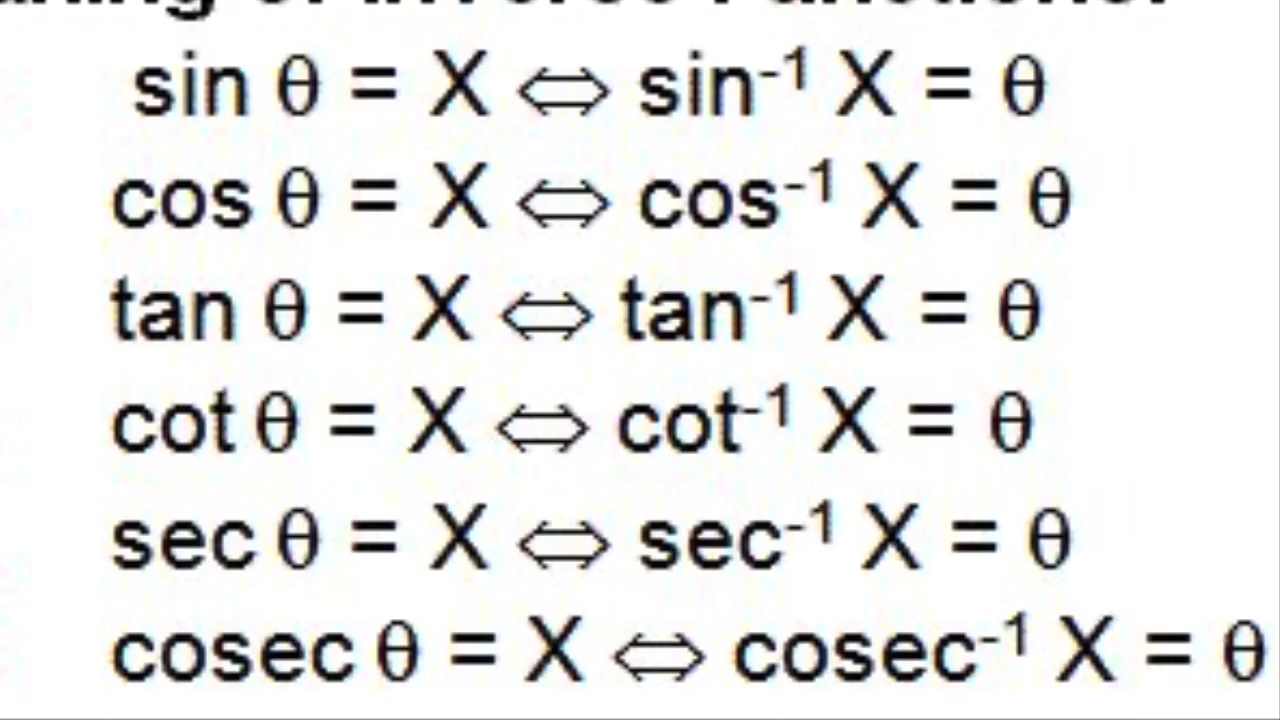 sin θ = X ⇔ sin⁻¹ X = θ
cos θ = X ⇔ cos⁻¹ X = θ
tan θ = X ⇔ tan⁻¹ X = θ
cot θ = X ⇔ cot⁻¹ X = θ
sec θ = X ⇔ sec⁻¹ X = θ
cosec θ = X ⇔ cosec⁻¹ X = θ